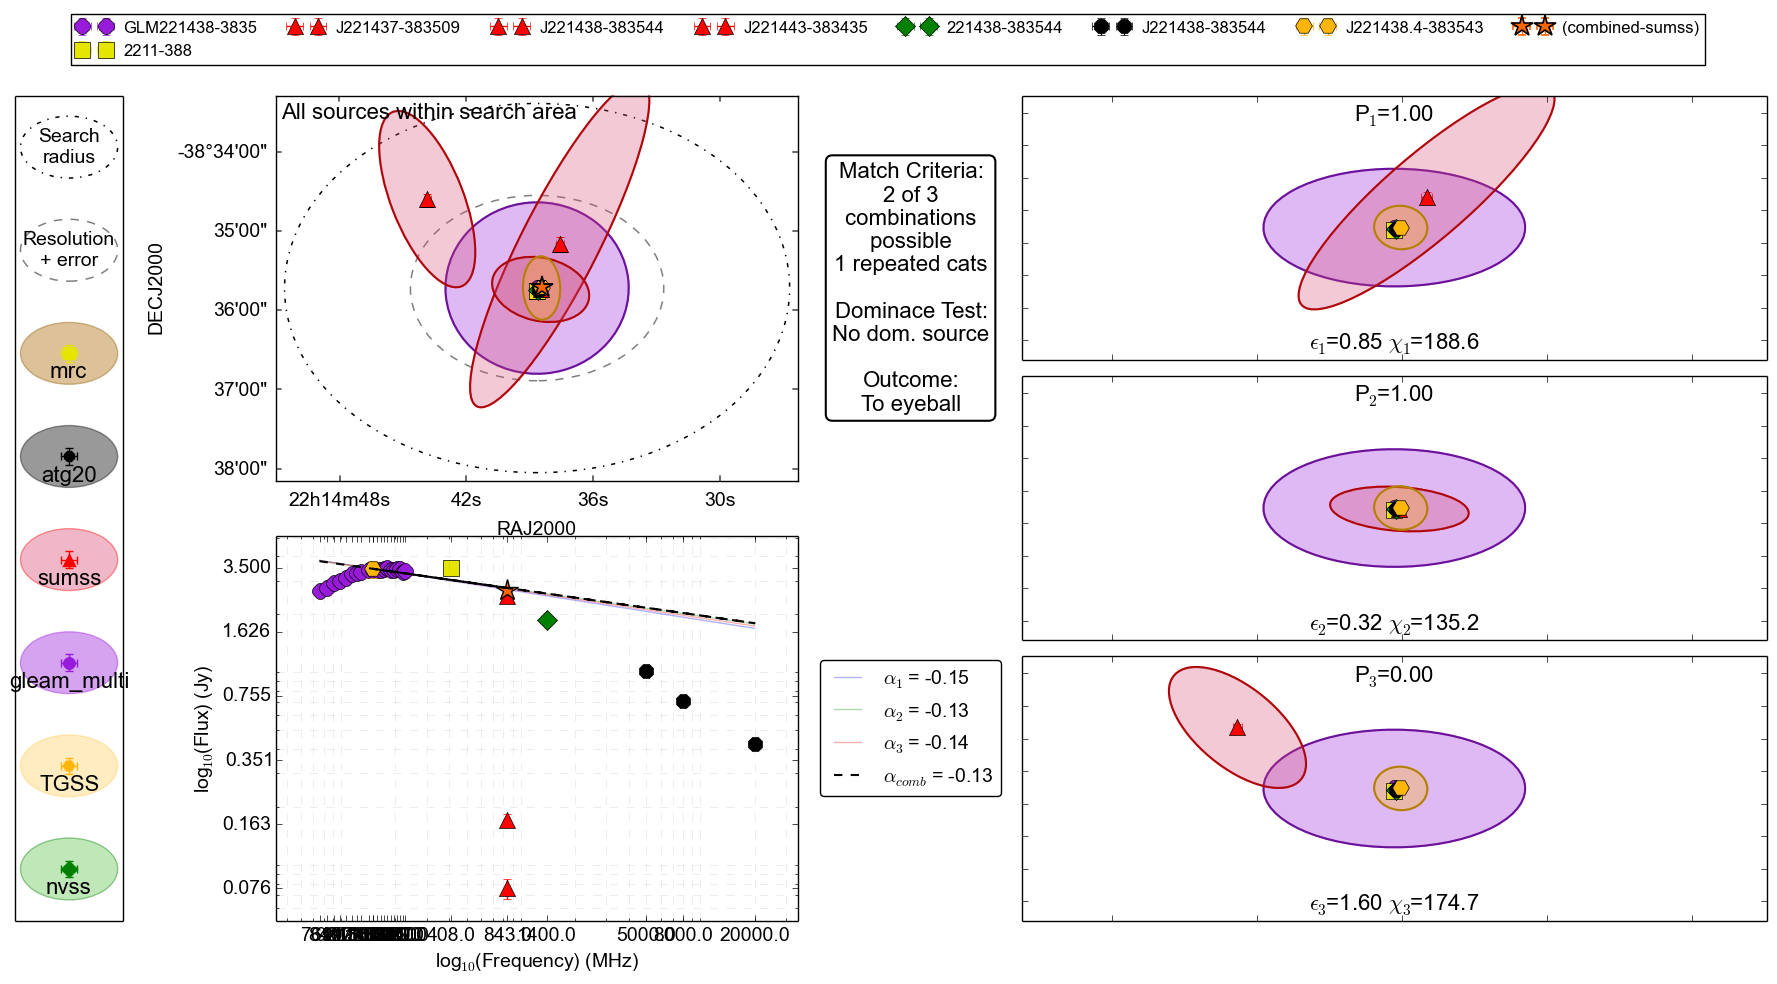 GLM221438-3835
J221437-383509
J221438-383544
J221443-383435
221438-383544
J221438-383544
J221438.4-383543
(combined-sumss)
2211-388
Search
radius
Resolution
+ error
mrc
atg20
sumss
gleam_multi
TGSS
nvss
All sources within search area
DECJ2000
-38°34'00"
35'00"
36'00"
37'00"
38'00"
22h14m48s
42s
36s
30s
RAJ2000
log10(Flux) (Jy)
3.500
1.626
0.755
0.351
0.163
0.076
408.0
843.0
1400.0
5000.0
8000.0
20000.0
log10(Frequency) (MHz)
Match Criteria:
2 of 3
combinations
possible
1 repeated cats
Dominace Test:
No dom. source
Outcome:
To eyeball
α1 = -0.15
α2 = -0.13
α3 = -0.14
αcomb = -0.13
P1=1.00
ϵ1=0.85 χ1=188.6
P2=1.00
ϵ2=0.32 χ2=135.2
P3=0.00
ϵ3=1.60 χ3=174.7